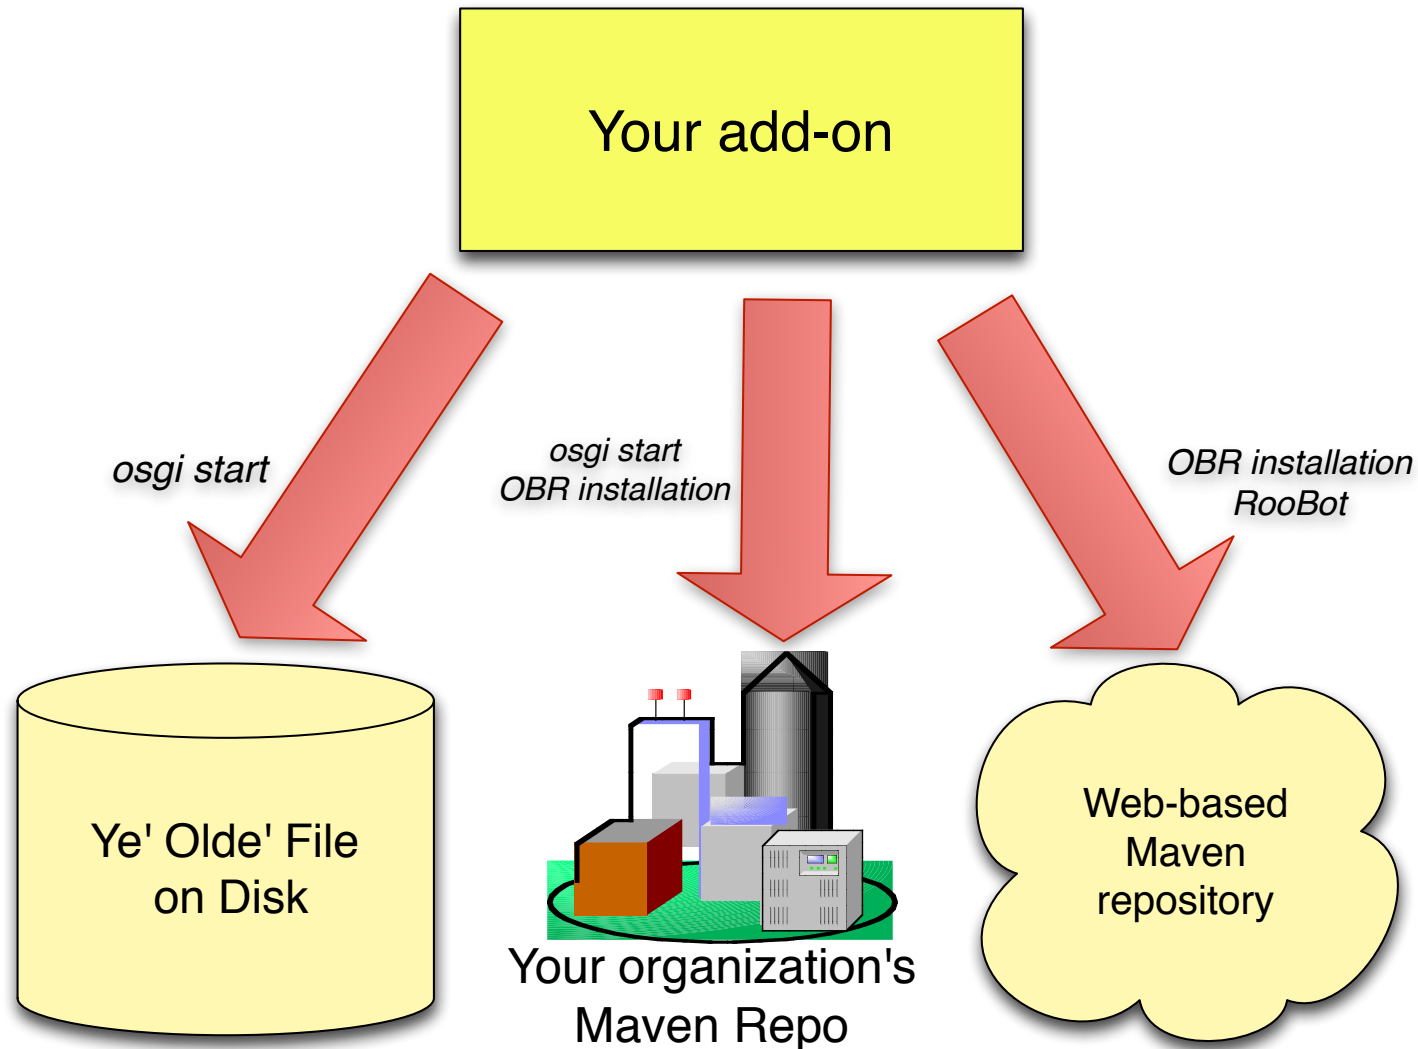 Your add-on
osgi start
osgi start
OBR installation
OBR installation
RooBot
Ye' Olde' File
on Disk
Your organization's
Maven Repo
Web-based
Maven
repository